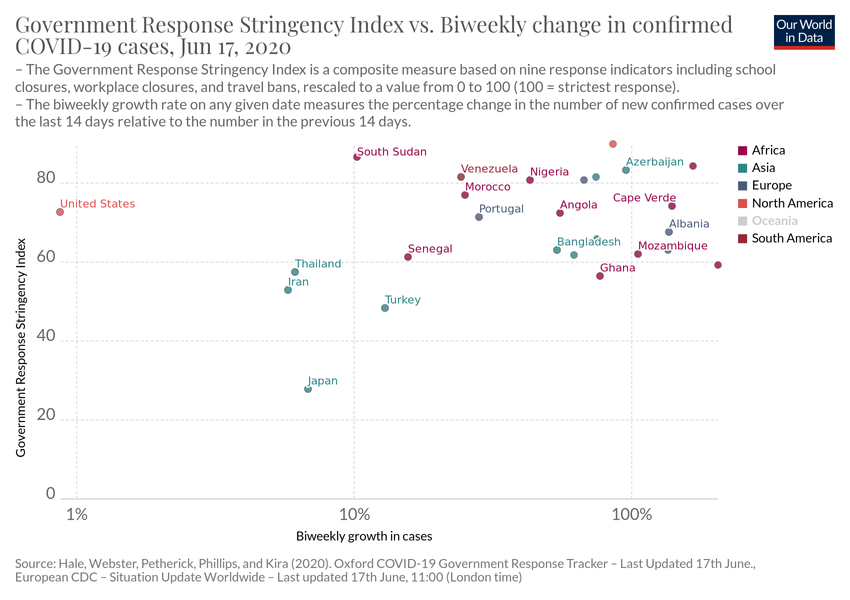 Government Response Stringency Index vs. Biweekly change in confirmed
COVID-19 cases, Jun 17, 2020
Our World
in Data
– The Government Response Stringency Index is a composite measure based on nine response indicators including school
closures, workplace closures, and travel bans, rescaled to a value from 0 to 100 (100 = strictest response).
– The biweekly growth rate on any given date measures the percentage change in the number of new confirmed cases over
the last 14 days relative to the number in the previous 14 days.
Government Response Stringency Index
80
60
40
20
0
1%
10%
100%
Biweekly growth in cases
South Sudan
Venezuela
Nigeria
Azerbaijan
Morocco
United States
Portugal
Angola
Cape Verde
Albania
Bangladesh
Mozambique
Senegal
Thailand
Ghana
Iran
Turkey
Japan
Africa
Asia
Europe
North America
Oceania
South America
Source: Hale, Webster, Petherick, Phillips, and Kira (2020). Oxford COVID-19 Government Response Tracker – Last Updated 17th June.,
European CDC – Situation Update Worldwide – Last updated 17th June, 11:00 (London time)